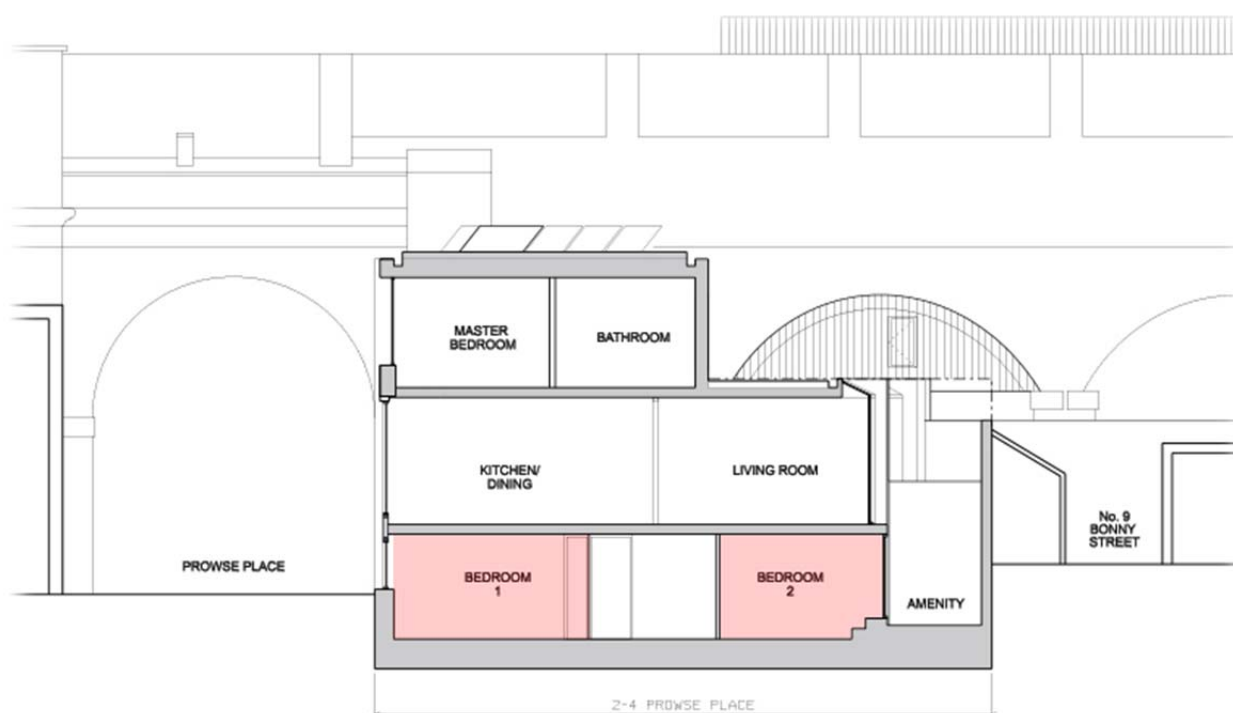 MASTER
BEDROOM
BATHROOM
KITCHEN/
DINING
LIVING ROOM
No. 9
BONNY
STREET
PROWSE PLACE
BEDROOM
1
BEDROOM
2
AMENITY
2-4 PROWSE PLACE